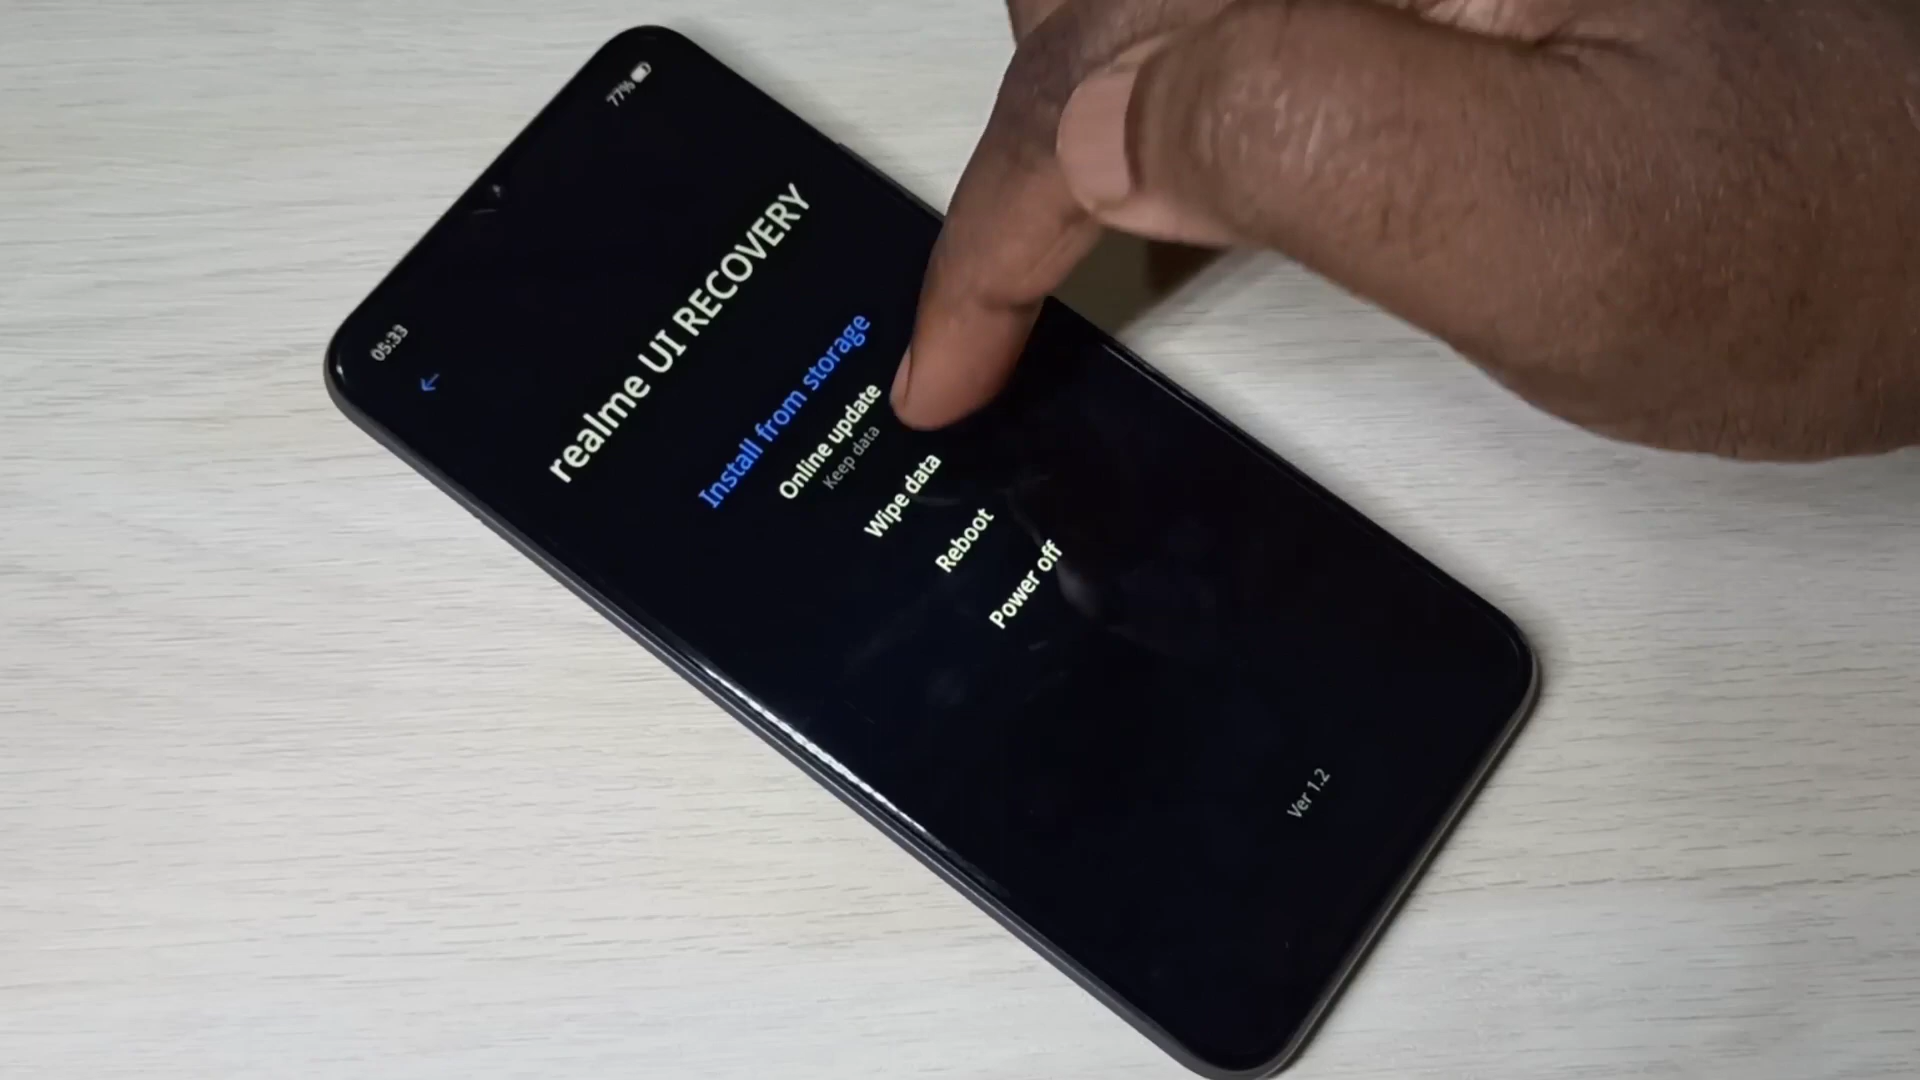 05:33
77%
←
realme UI RECOVERY
Install from storage
Online update
Keep data
Wipe data
Reboot
Power off
Ver 1.2